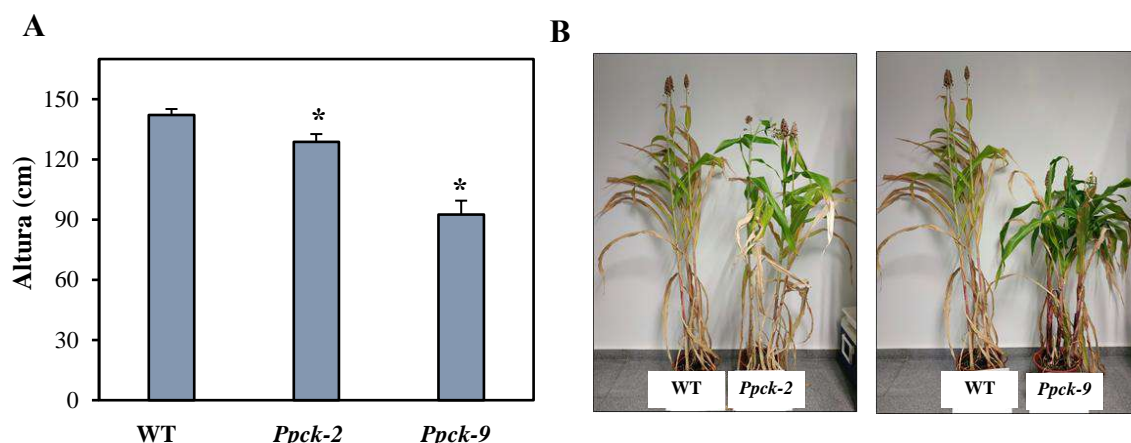 A
Altura (cm)
150
120
90
60
30
0
*
*
WT Ppck-2 Ppck-9
B
WT Ppck-2
WT Ppck-9